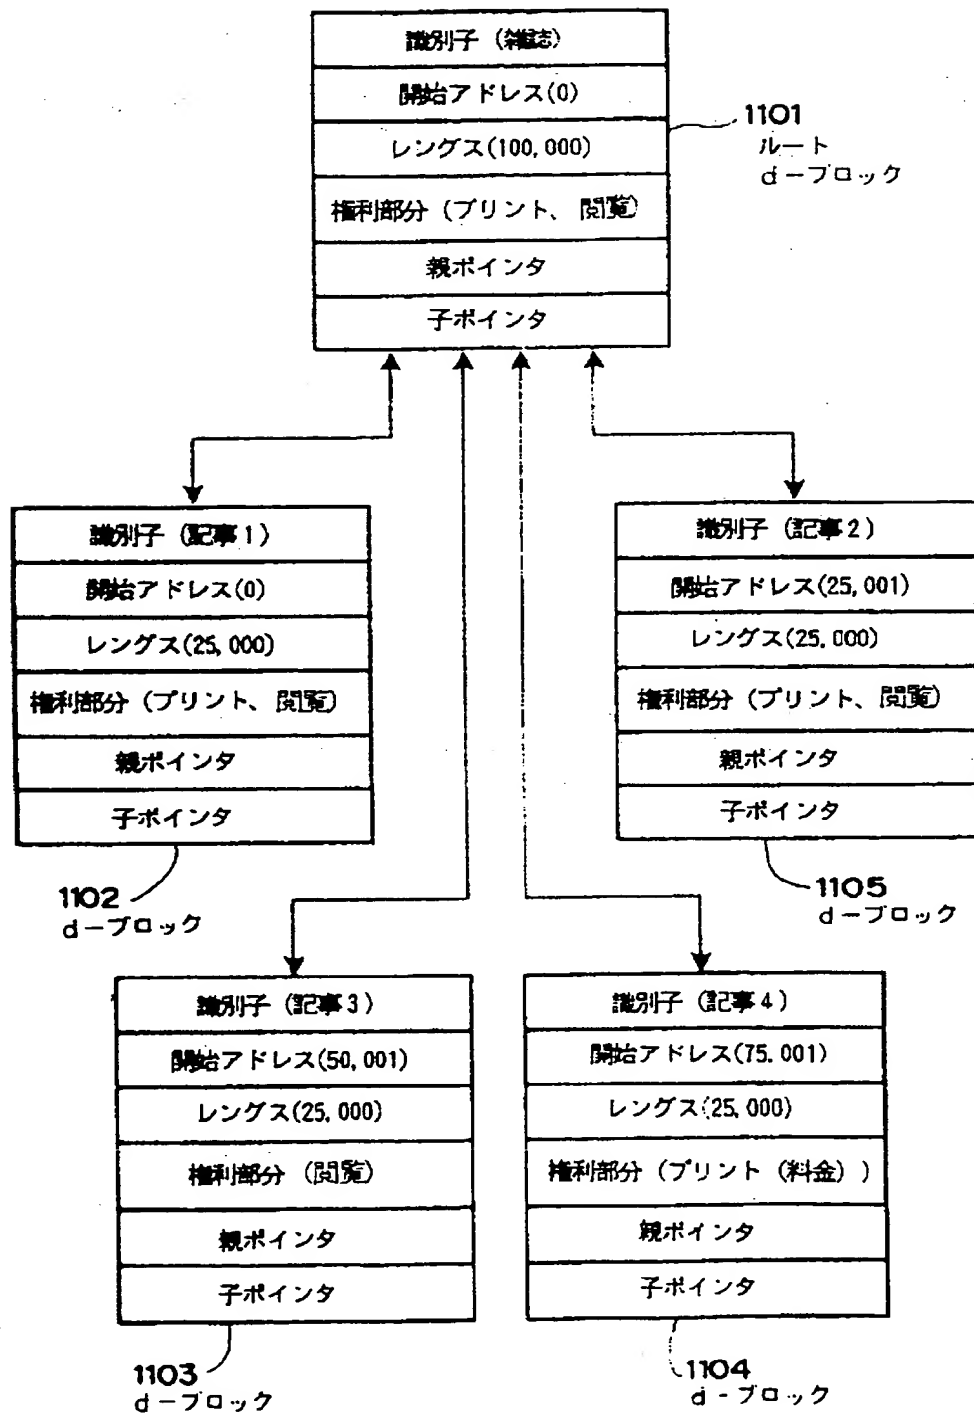 識別子 (雑誌)
開始アドレス(0)
レングス(100,000)
権利部分 (プリント、閲覧)
親ポインタ
子ポインタ
1101
ルート
d-ブロック
識別子 (記事1)
開始アドレス(0)
レングス(25,000)
権利部分 (プリント、閲覧)
親ポインタ
子ポインタ
1102
d-ブロック
識別子 (記事2)
開始アドレス(25,001)
レングス(25,000)
権利部分 (プリント、閲覧)
親ポインタ
子ポインタ
1105
d-ブロック
識別子 (記事3)
開始アドレス(50,001)
レングス(25,000)
権利部分 (閲覧)
親ポインタ
子ポインタ
1103
d-ブロック
識別子 (記事4)
開始アドレス(75.001)
レングス(25,000)
権利部分 (プリント (料金) )
親ポインタ
子ポインタ
1104
d-ブロック